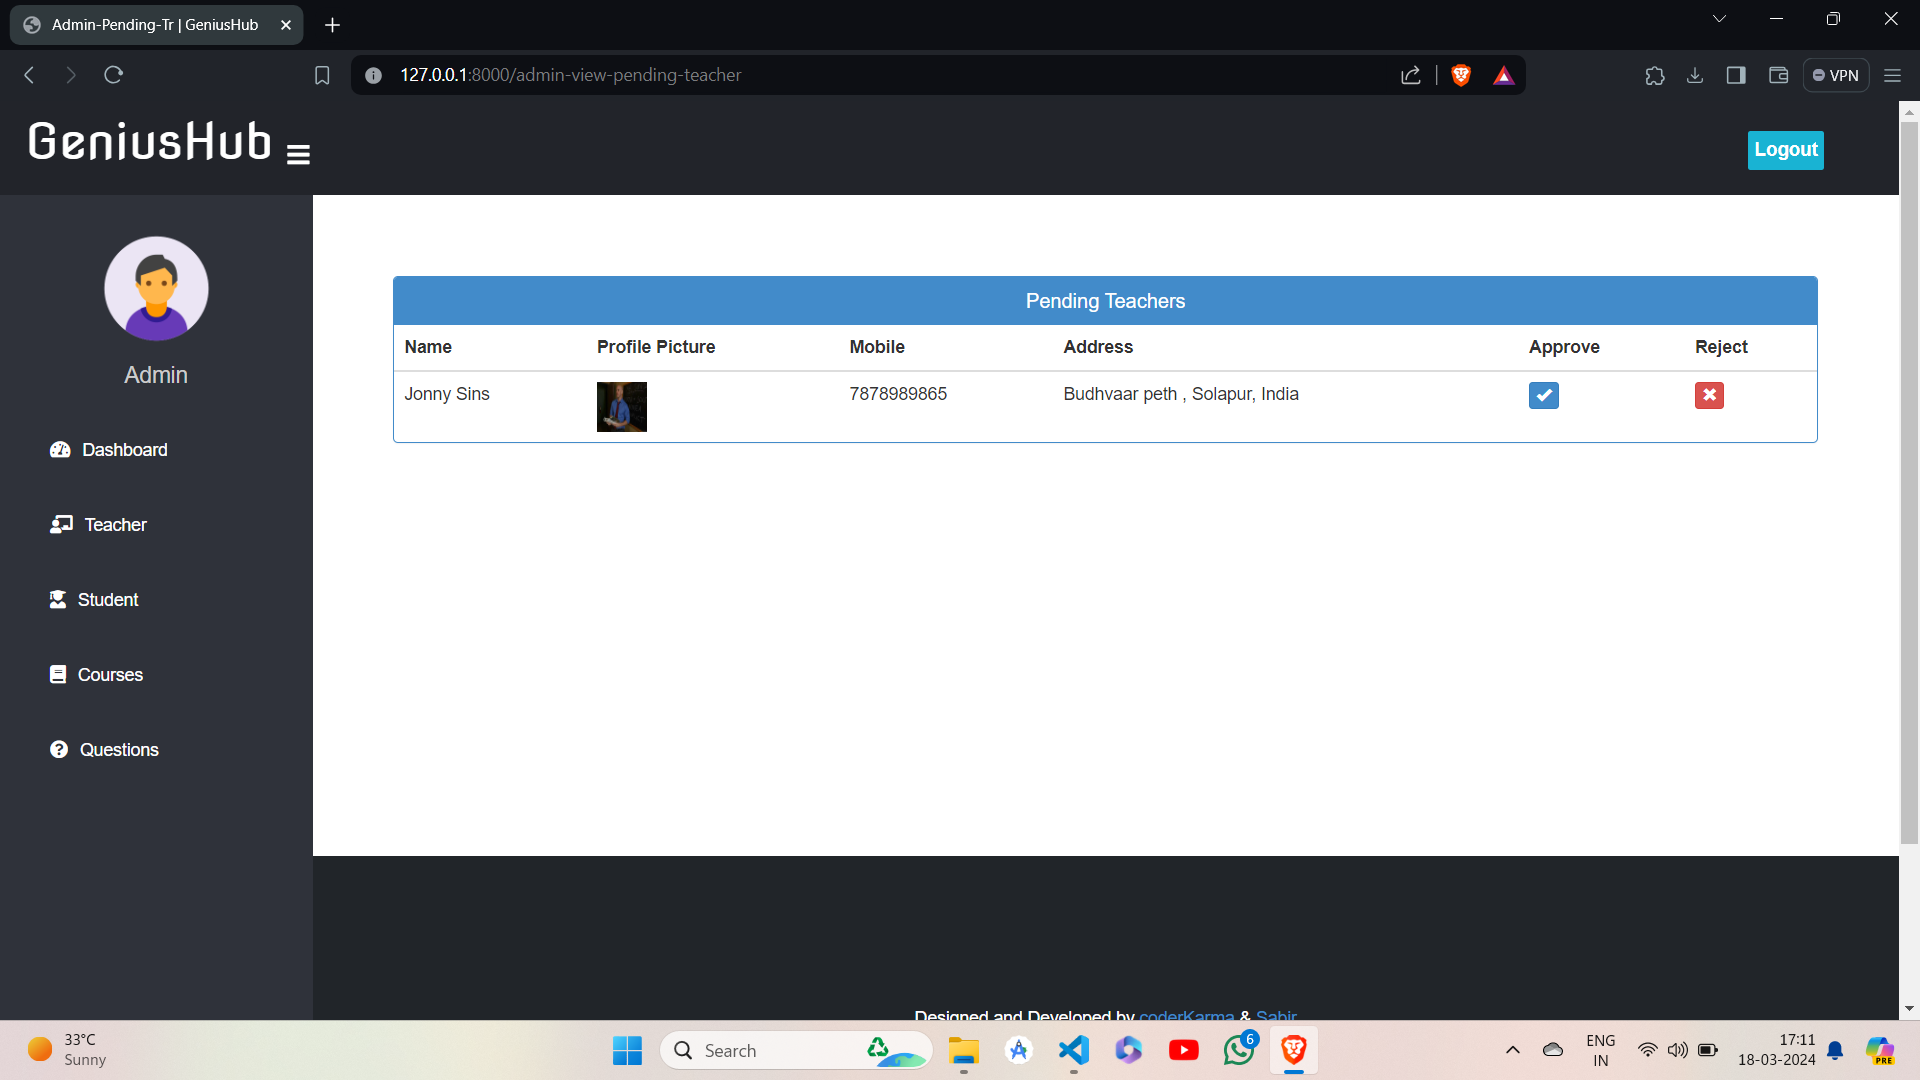 Admin-Pending-Tr | GeniusHub
127.0.0.1:8000/admin-view-pending-teacher
VPN
GeniusHub
Logout
Admin
Dashboard
Teacher
Student
Courses
Questions
Pending Teachers
Name Profile Picture Mobile Address Approve Reject
Jonny Sins 7878989865 Budhvaar peth , Solapur, India
Designed and Developed by coderKarma & Sabir
33°C
Sunny
Search
6
ENG
IN
17:11
18-03-2024
PRE